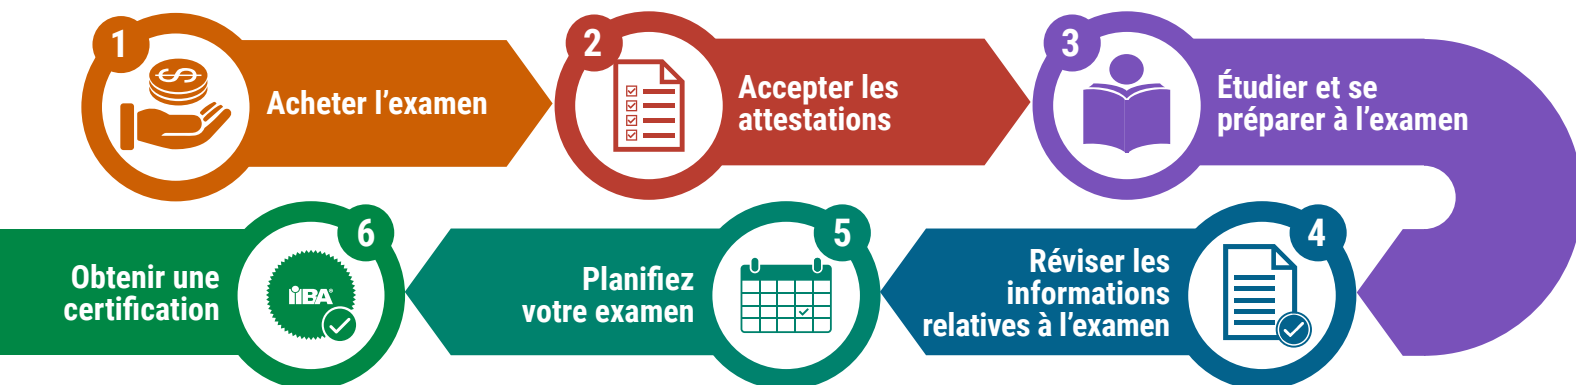 1
Acheter l’examen
2
Accepter les
attestations
3
Étudier et se
préparer à l’examen
4
Réviser les
informations
relatives à l’examen
5
Planifiez
votre examen
6
Obtenir une
certification
IIBA